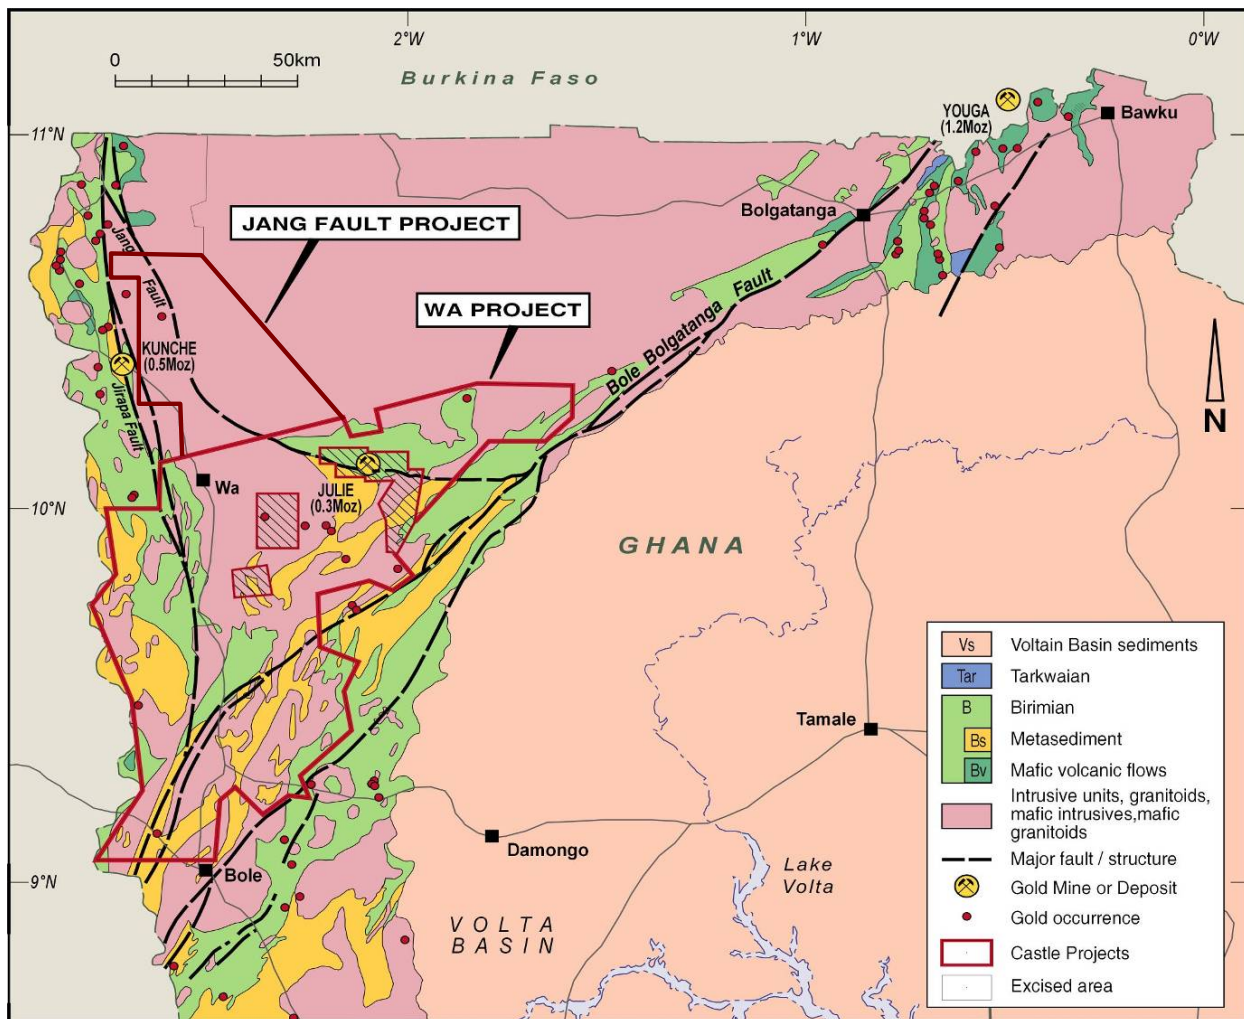 2°W
1°W
0°W
0
50km
Burkina Faso
11°N
YOUGA
(1.2Moz)
Bawku
JANG FAULT PROJECT
Bolgatanga
Jang
Fault
WA PROJECT
Bole Bolgatanga Fault
KUNCHE
(0.5Moz)
Jirapa Fault
N
Wa
JULIE
(0.3Moz)
10°N
GHANA
Vs
Voltain Basin sediments
Tar
Tarkwaian
B
Birimian
Bs
Metasediment
Bv
Mafic volcanic flows
Intrusive units, granitoids,
mafic intrusives,mafic
granitoids
Major fault / structure
Gold Mine or Deposit
Gold occurrence
Castle Projects
Excised area
Tamale
Damongo
Lake
Volta
9°N
Bole
VOLTA
BASIN